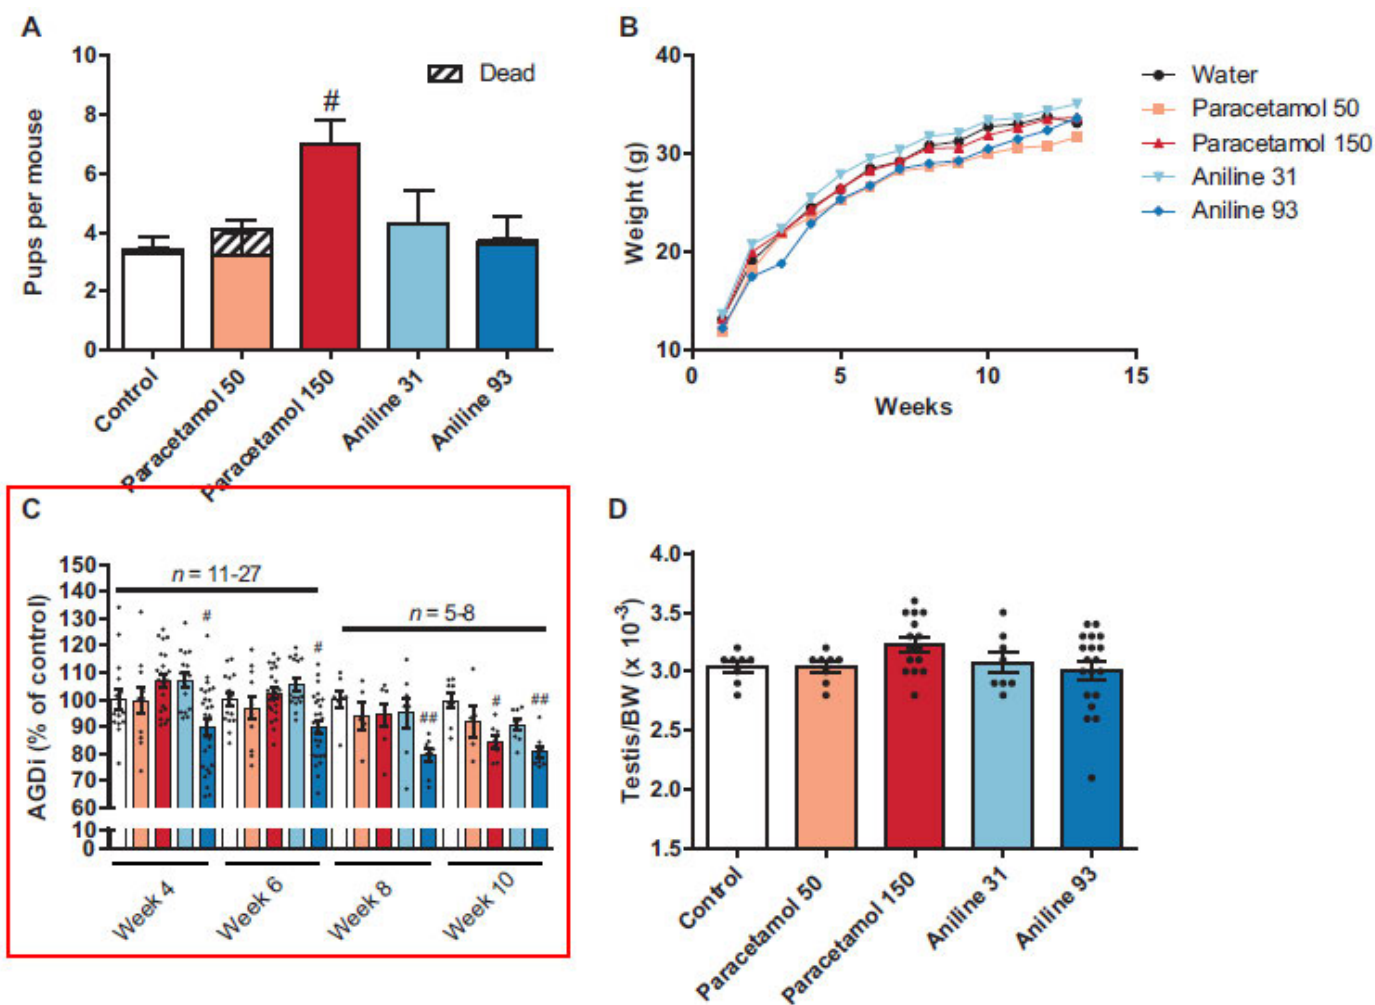 A
10
8
6
4
2
0
Pups per mouse
Dead
#
Control
Paracetamol 50
Paracetamol 150
Aniline 31
Aniline 93
B
40
30
20
10
Weight (g)
0
5
10
15
Weeks
Water
Paracetamol 50
Paracetamol 150
Aniline 31
Aniline 93
C
150
140
130
120
110
100
90
80
70
60
10
0
AGDi (% of control)
n = 11-27
n = 5-8
#
#
##
#
##
Week 4
Week 6
Week 8
Week 10
D
4.0
3.5
3.0
2.5
2.0
1.5
Testis/BW (x 10⁻³)
Control
Paracetamol 50
Paracetamol 150
Aniline 31
Aniline 93